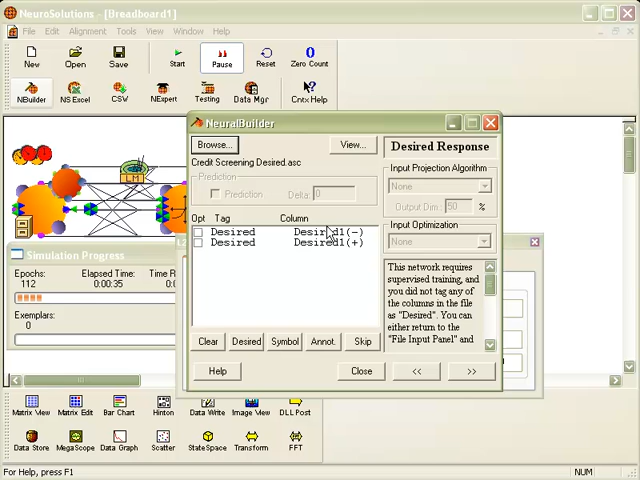 NeuroSolutions - [Breadboard1]
File Edit Alignment Tools View Window Help
New Open Save Start Pause Reset Zero Count
NBuilder NS Excel CSW NExpert Testing Data Mgr Cntx Help
NeuralBuilder
Browse... View...
Credit Screening Desired.asc
Prediction
Prediction Delta: 0
Opt Tag Column
Desired Desired1(-)
Desired Desired1(+)
Clear Desired Symbol Annot. Skip
Help Close << >>
Desired Response
Input Projection Algorithm
None
Output Dim: 50 %
Input Optimization
None
This network requires
supervised training, and
you did not tag any of
the columns in the file
as "Desired". You can
either return to the
"File Input Panel" and
LM
Simulation Progress
Epochs: Elapsed Time: Time R
112 0:00:35
Exemplars:
0
Matrix View Matrix Edit Bar Chart Hinton Data Write Image View DLL Post
Data Store MegaScope Data Graph Scatter StateSpace Transform FFT
For Help, press F1 NUM